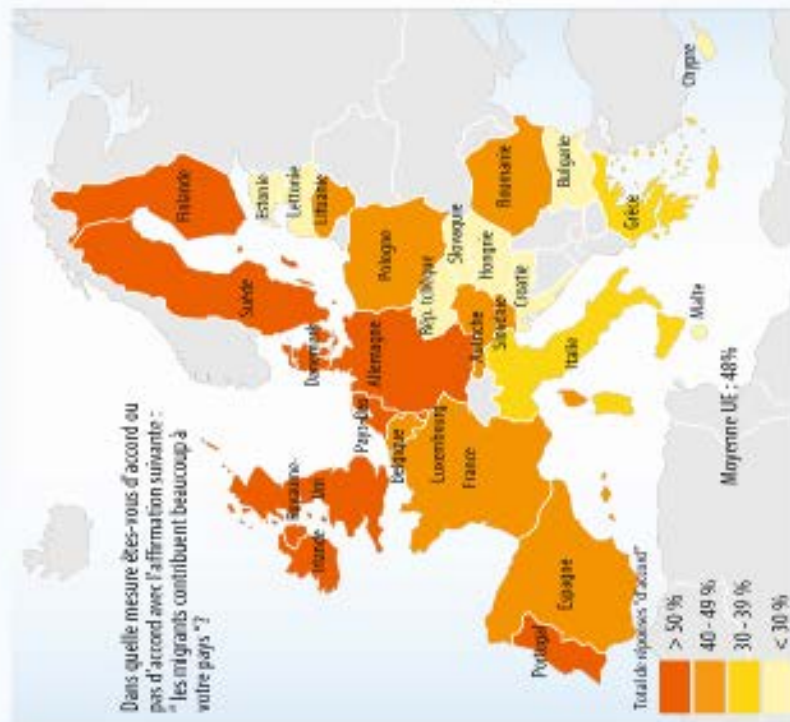 Dans quelle mesure êtes-vous d'accord ou
pas d'accord avec l'affirmation suivante :
" les migrants contribuent beaucoup à
votre pays "?
Finlande
Suède
Estonie
Lettonie
Lituanie
Danemark
Royaume-
Uni
Irlande
Pays-Bas
Allemagne
Pologne
Belgique
Luxembourg
Rép. tchèque
Slovaquie
France
Autriche
Hongrie
Roumanie
Slovénie
Croatie
Bulgarie
Portugal
Espagne
Italie
Grèce
Malte
Chypre
Total de réponses "d'accord"
> 50 %
40 - 49 %
30 - 39 %
< 30 %
Moyenne UE : 48%